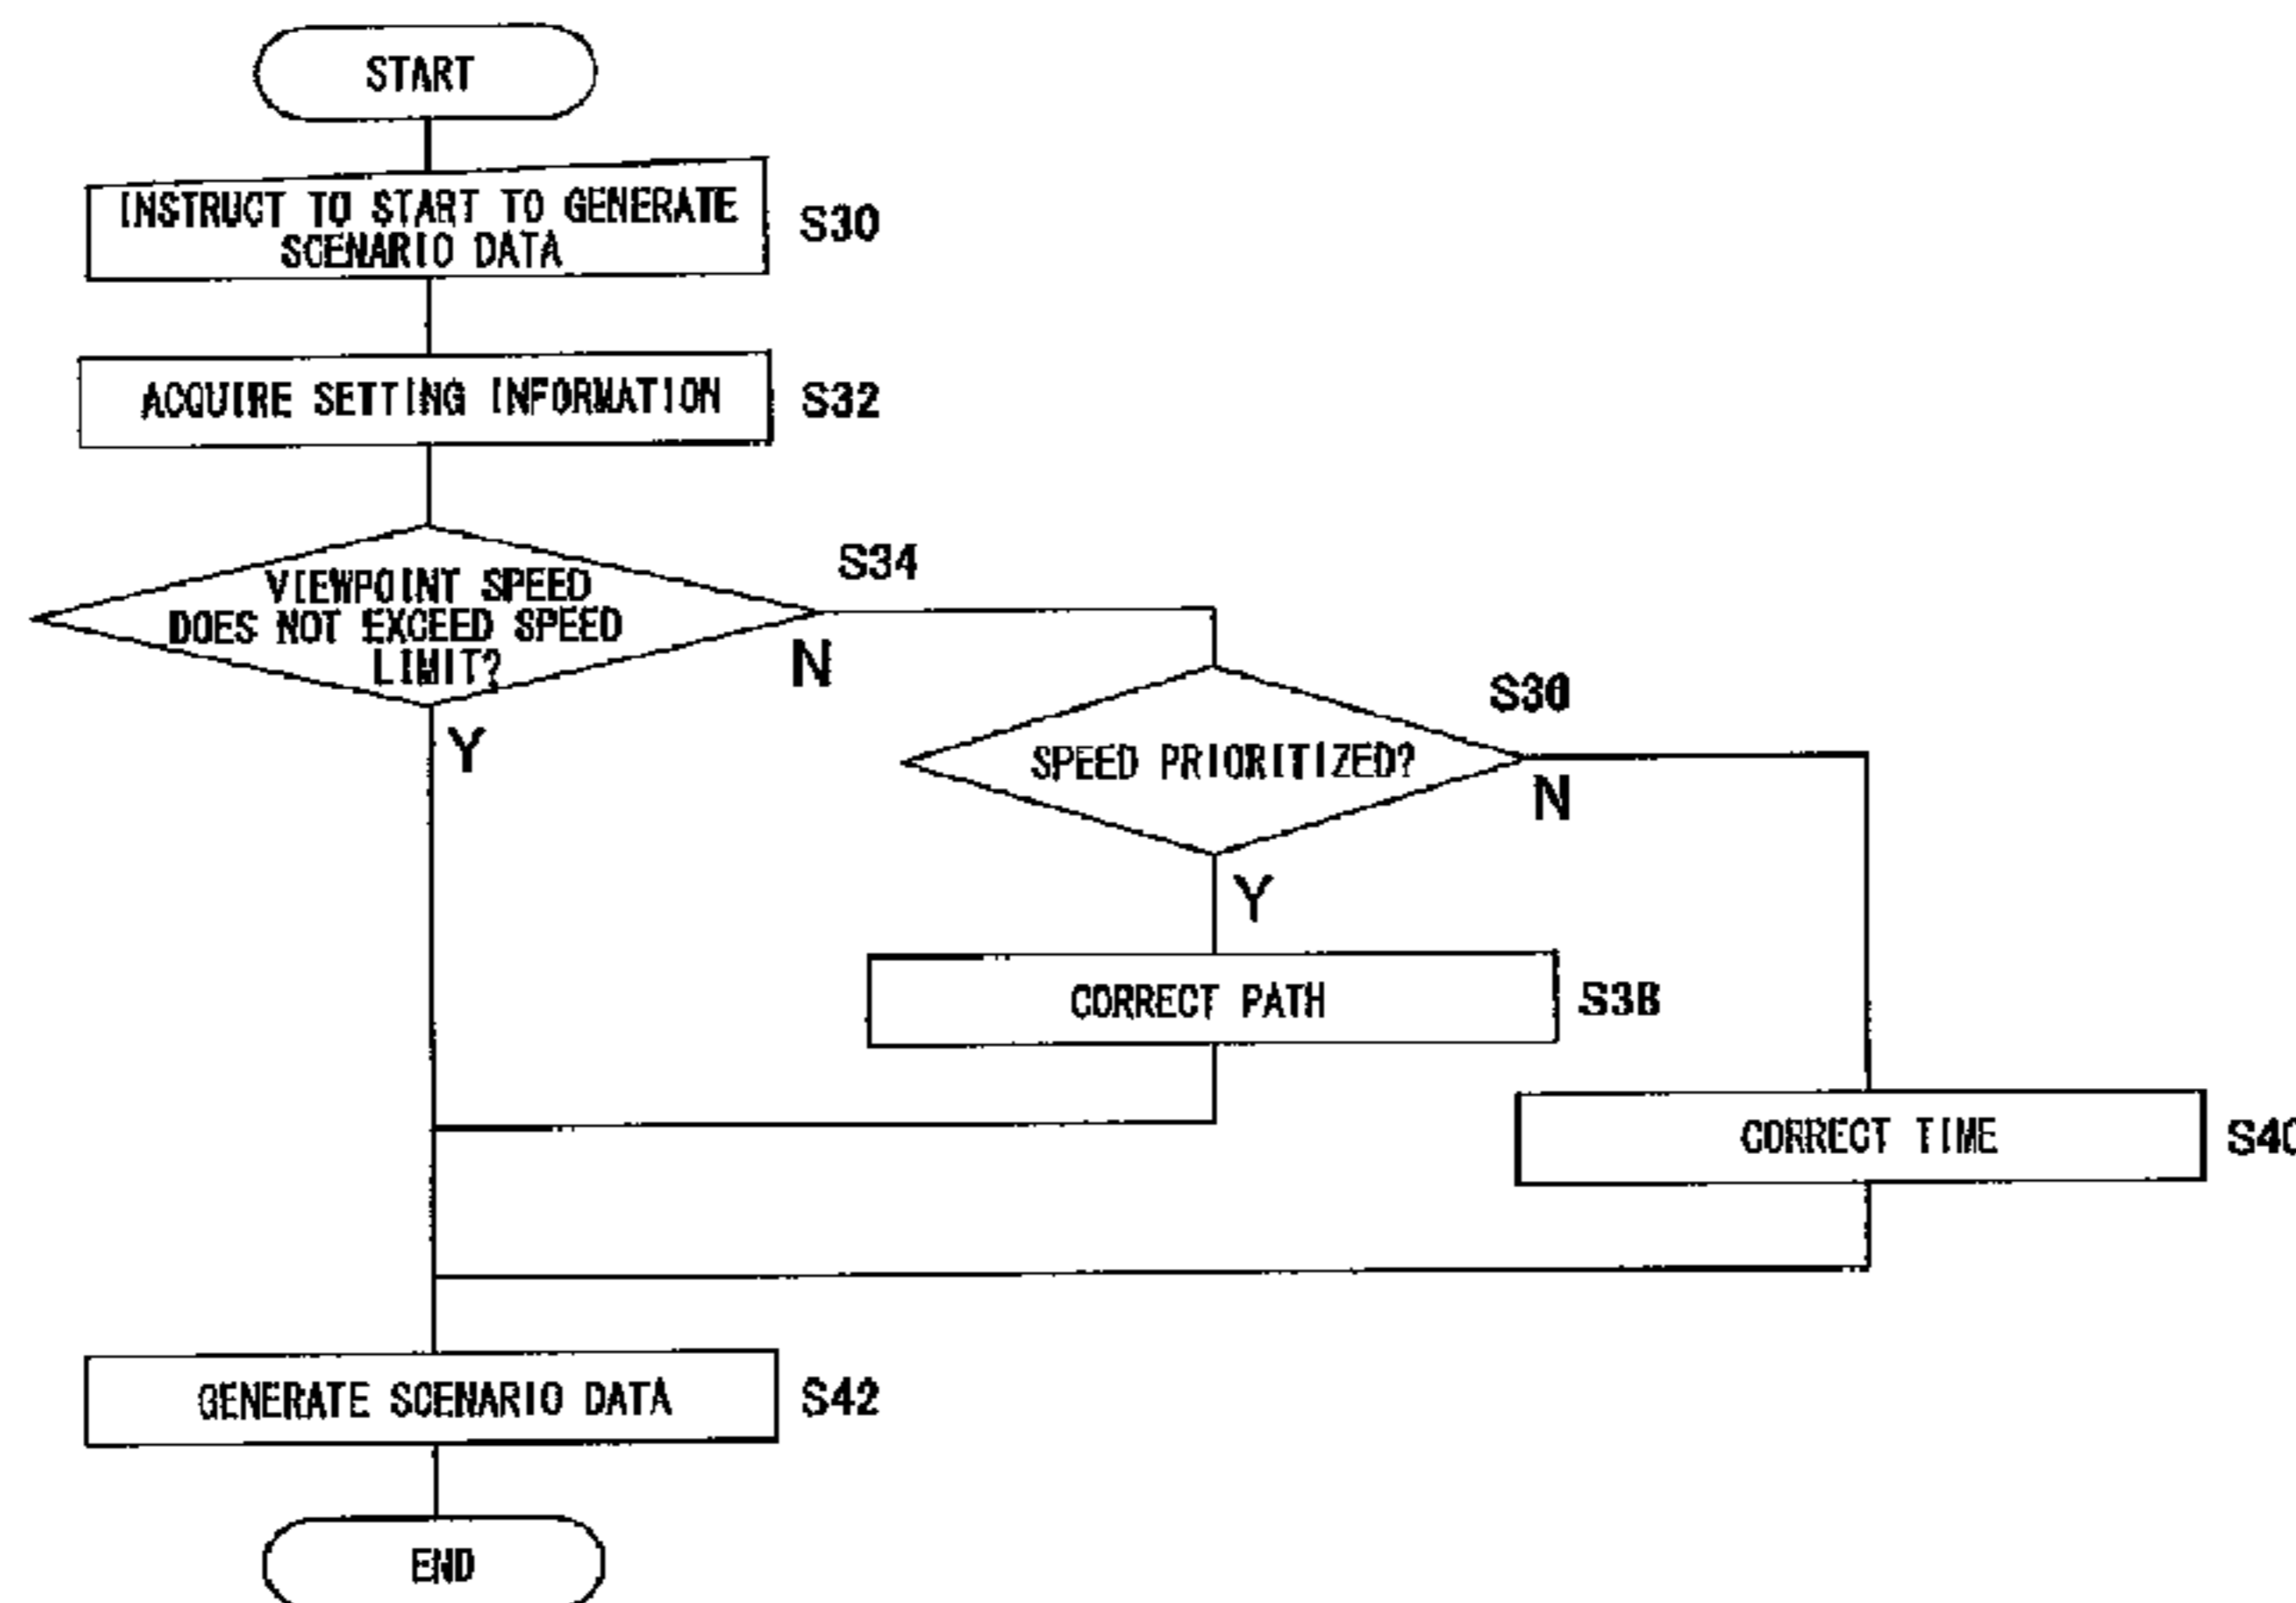 START
INSTRUCT TO START TO GENERATE
SCENARIO DATA
S30
ACQUIRE SETTING INFORMATION
S32
VIEWPOINT SPEED
DOES NOT EXCEED SPEED
LIMIT?
S34
N
Y
SPEED PRIORITIZED?
S36
N
Y
CORRECT PATH
S38
CORRECT TIME
S40
GENERATE SCENARIO DATA
S42
END